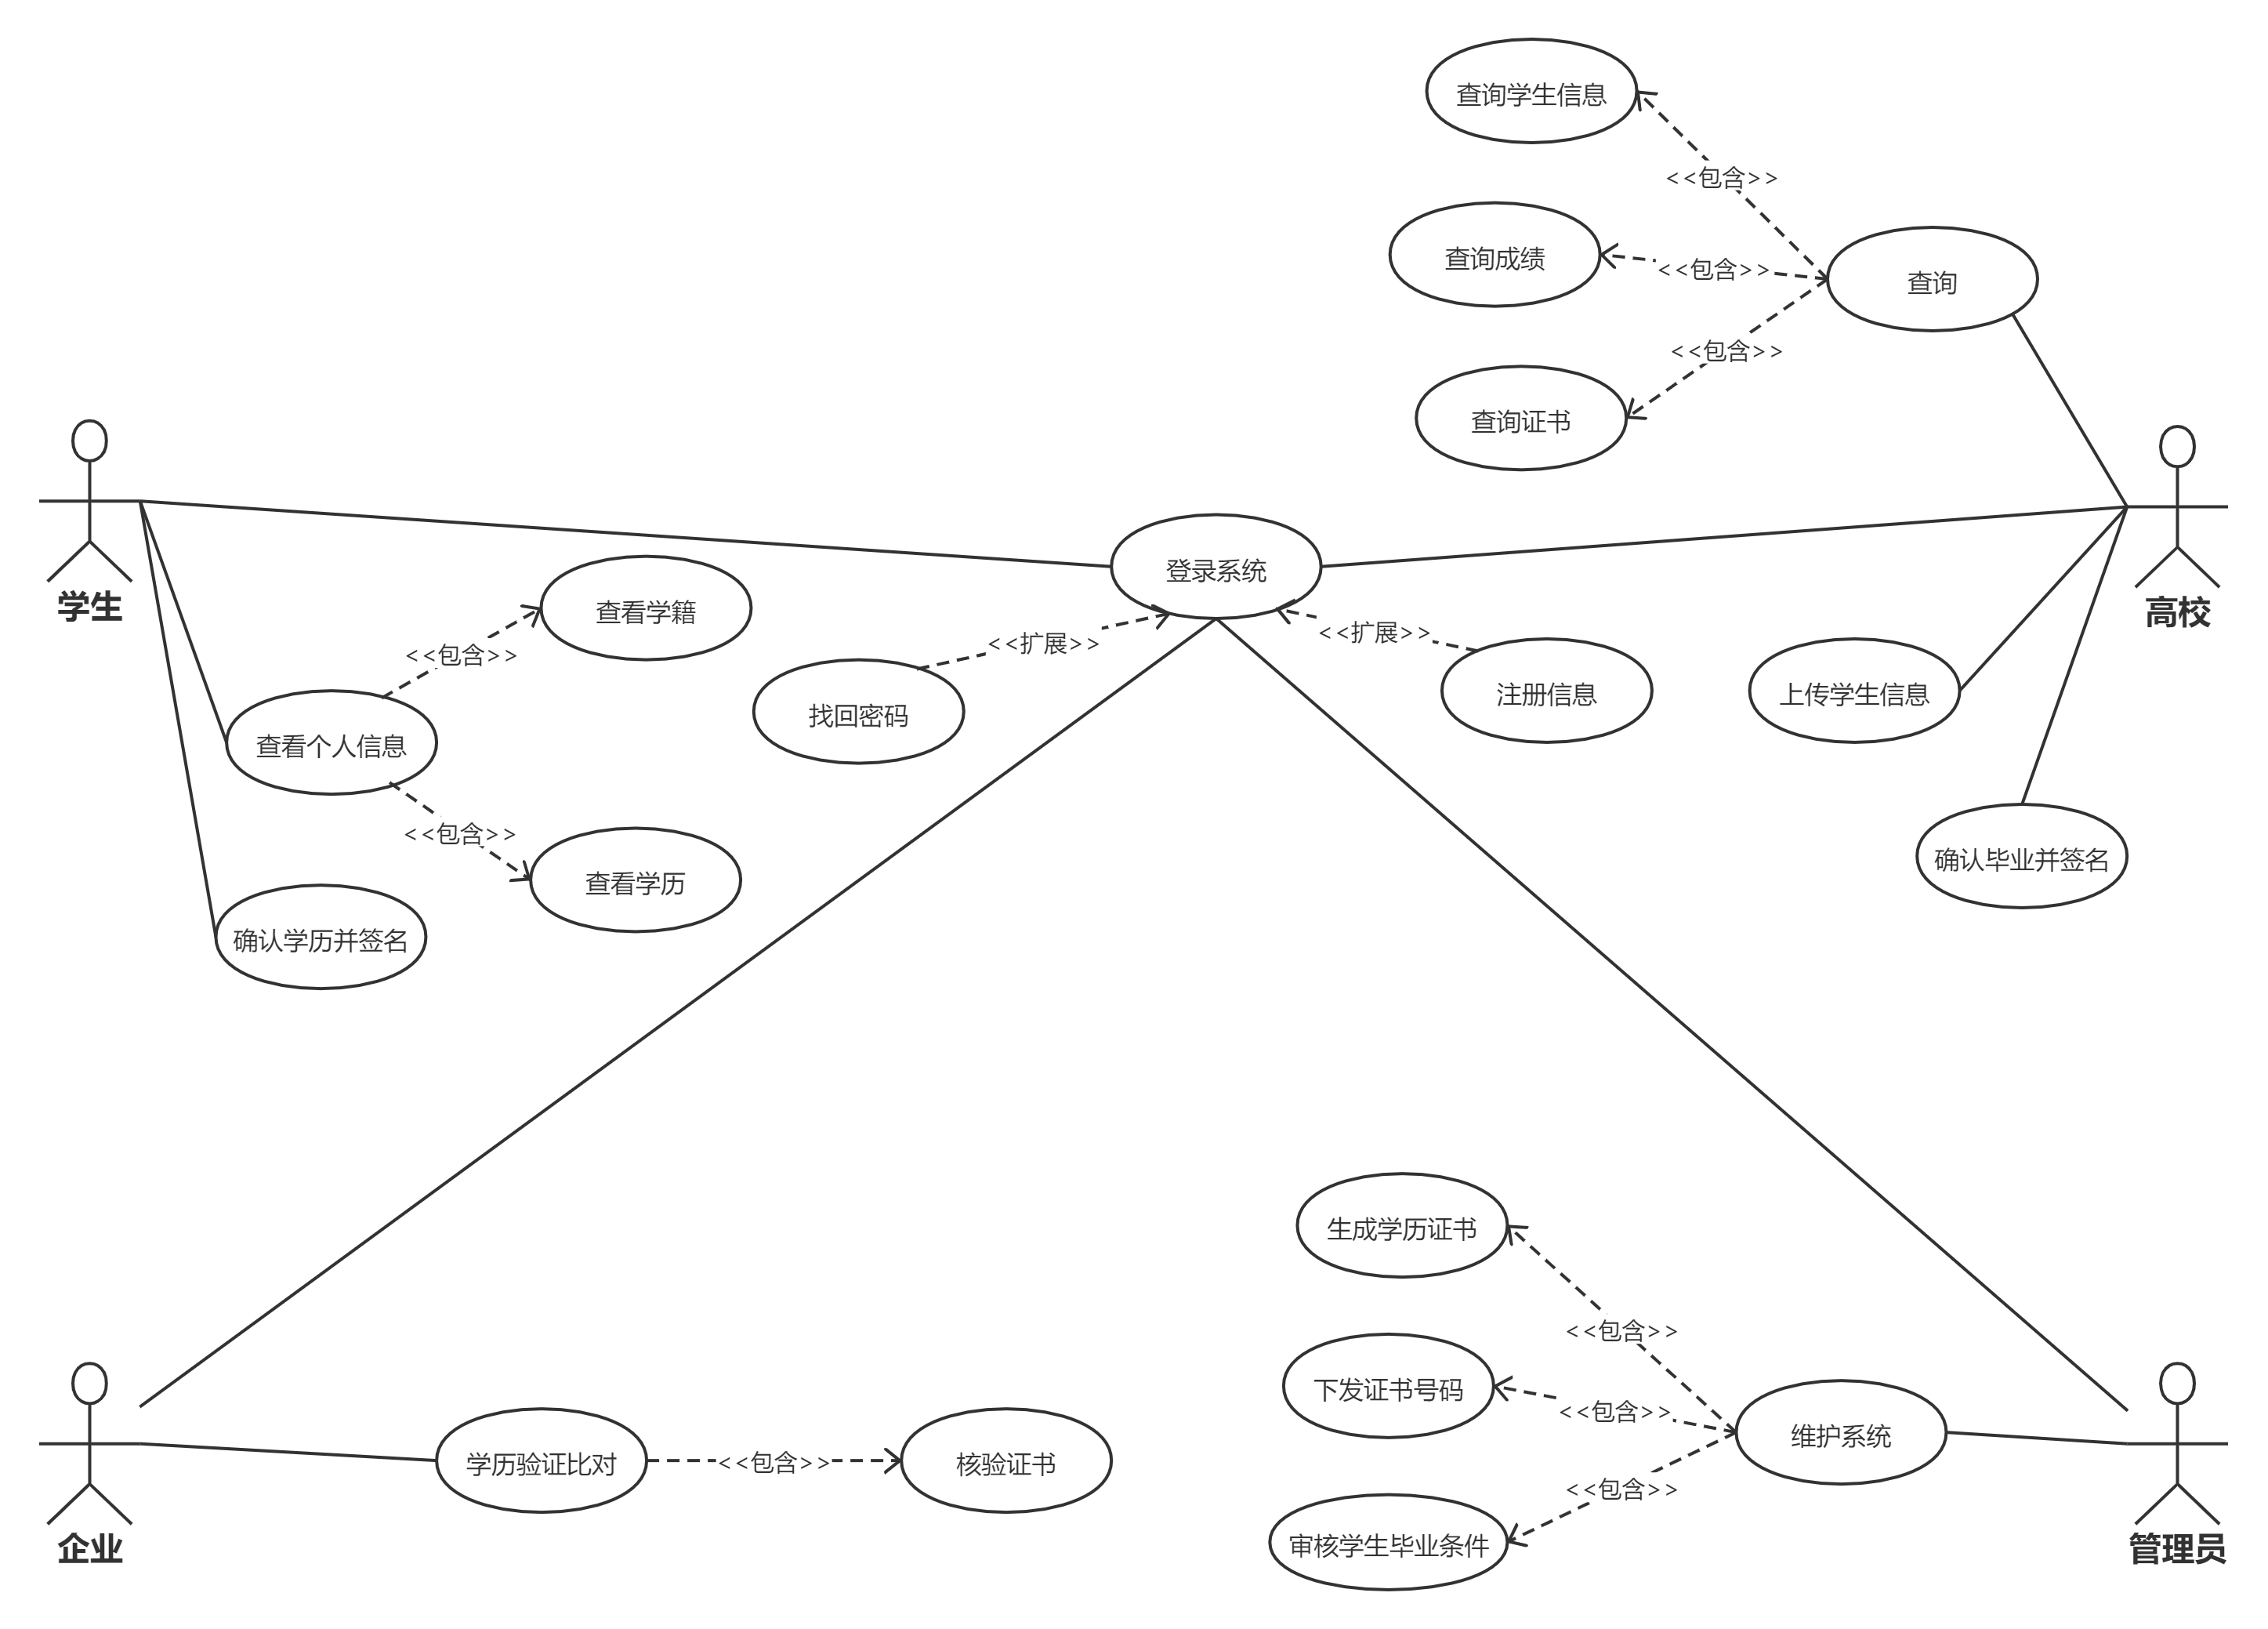 查询学生信息
<<包含>>
查询成绩
<<包含>>
查询
<<包含>>
查询证书
学生
高校
登录系统
查看学籍
<<包含>>
<<扩展>>
<<扩展>>
查看个人信息
找回密码
注册信息
上传学生信息
<<包含>>
查看学历
确认毕业并签名
确认学历并签名
生成学历证书
<<包含>>
下发证书号码
<<包含>>
维护系统
学历验证比对
<<包含>>
核验证书
<<包含>>
审核学生毕业条件
企业
管理员